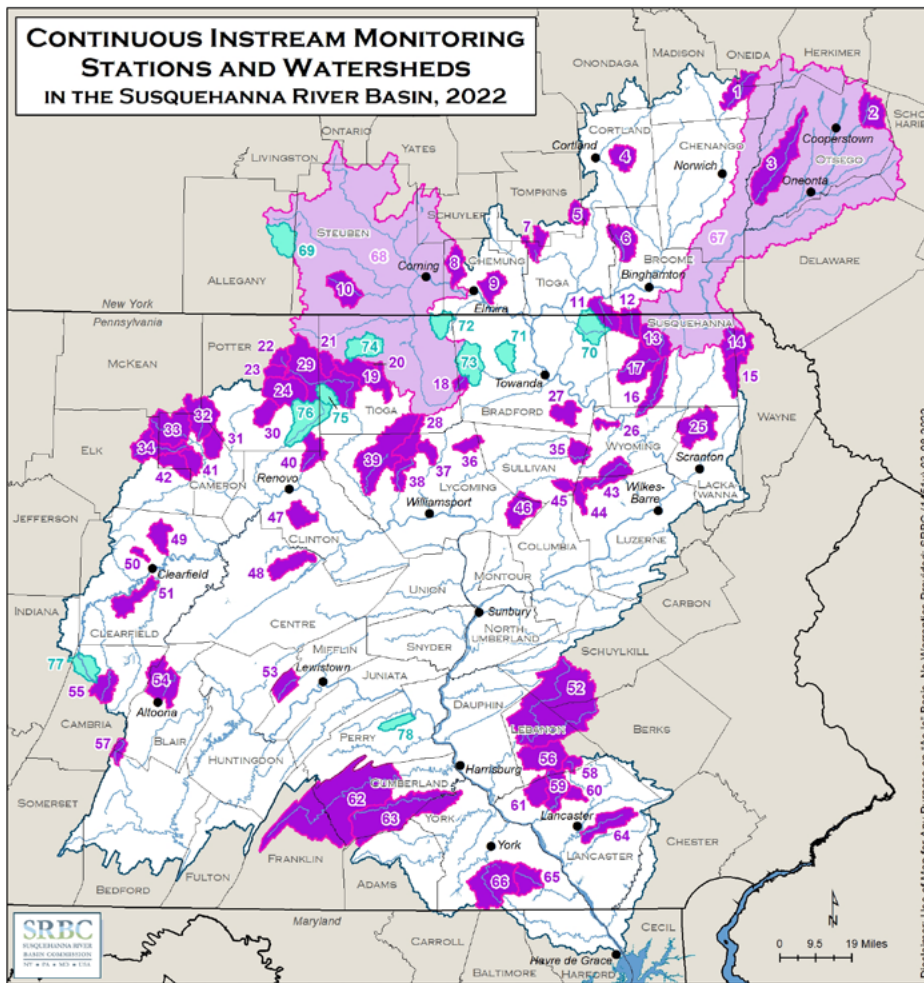 CONTINUOUS INSTREAM MONITORING
STATIONS AND WATERSHEDS
IN THE SUSQUEHANNA RIVER BASIN, 2022
ONONDAGA
MADISON
ONEIDA
HERKIMER
1
2
SCHO
HARIE
ONTARIO
YATES
LIVINGSTON
CORTLAND
Cortland
4
CHENANGO
Norwich
3
Cooperstown
OTSEGO
Oneonta
TOMPKINS
5
SCHUYLER
7
6
STEUBEN
69
68
67
Corning
8
CHEMUNG
9
TIOGA
BROOME
Binghamton
DELAWARE
ALLEGANY
10
Elmira
11
12
New York
Pennsylvania
SUSQUEHANNA
MCKEAN
POTTER
22
21
74
20
72
71
70
13
14
23
29
24
19
73
18
Towanda
17
16
15
WAYNE
76
75
TIOGA
BRADFORD
27
26
30
28
25
32
33
31
34
ELK
42
41
CAMERON
40
39
38
37
36
35
SULLIVAN
WYOMING
Scranton
LACKA
WANNA
Renovo
LYCOMING
Williamsport
43
45
44
46
Wilkes-
Barre
JEFFERSON
47
CLINTON
COLUMBIA
LUZERNE
49
50
Clearfield
51
48
UNION
MONTOUR
CARBON
INDIANA
CLEARFIELD
CENTRE
Sunbury
NORTH
UMBERLAND
SNYDER
MIFFLIN
SCHUYLKILL
77
55
54
53
Lewistown
JUNIATA
52
CAMBRIA
Altoona
DAUPHIN
BERKS
57
BLAIR
PERRY
78
LEBANON
HUNTINGDON
Harrisburg
56
58
SOMERSET
62
CUMBERLAND
59
60
61
63
YORK
Lancaster
64
York
CHESTER
FRANKLIN
LANCASTER
65
66
BEDFORD
FULTON
ADAMS
Maryland
SRBC
SUSQUEHANNA RIVER
BASIN COMMISSION
NY ★ PA ★ MD ★ USA
CARROLL
BALTIMORE
HARFORD
Havre de Grace
CECIL
N
0 9.5 19 Miles